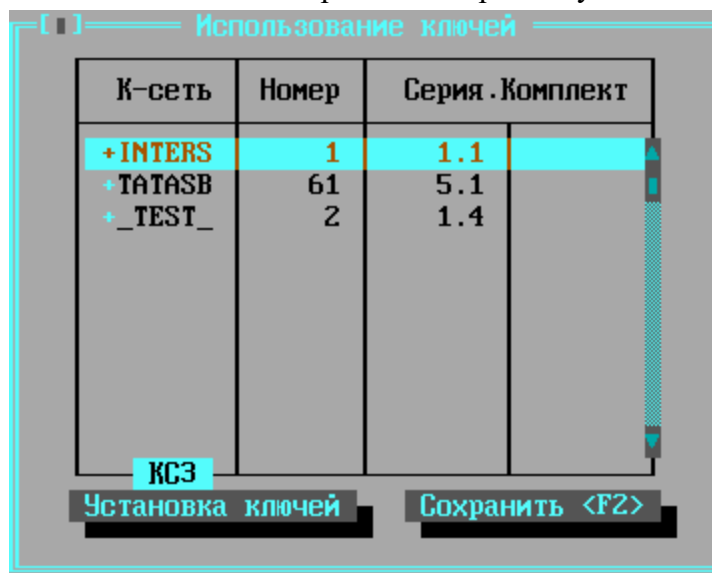 [▮] Использование ключей
К-сеть Номер Серия.Комплект
+INTERS 1 1.1
+TATASB 61 5.1
+_TEST_ 2 1.4
КСЗ
Установка ключей Сохранить <F2>